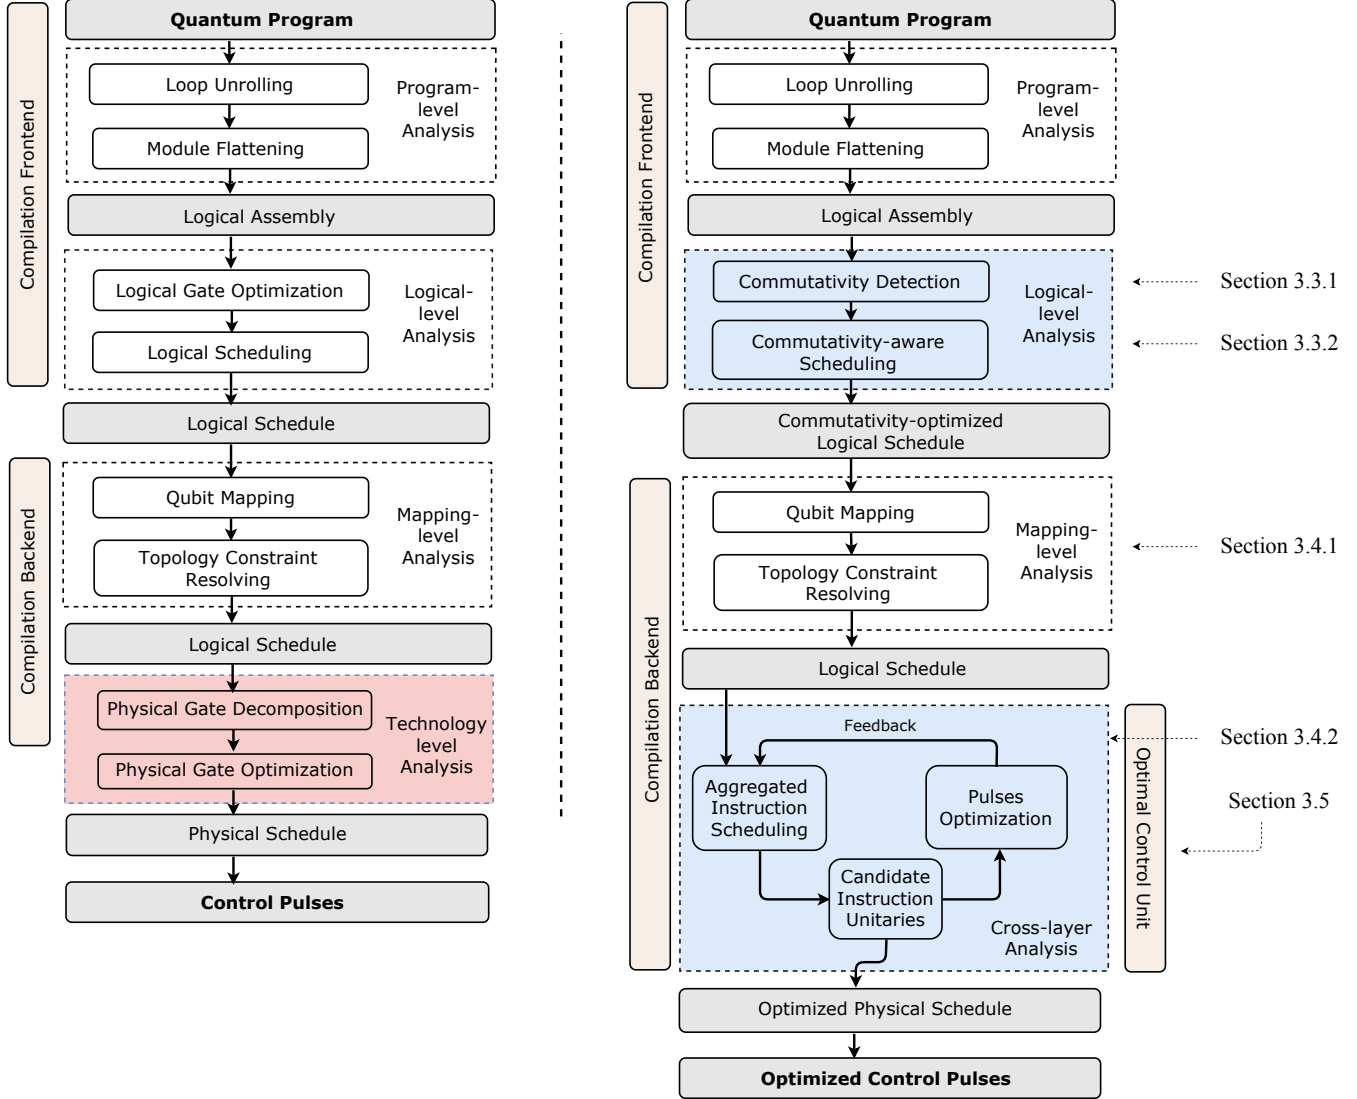 Quantum Program
Compilation Frontend
Loop Unrolling
Module Flattening
Program-
level
Analysis
Logical Assembly
Logical Gate Optimization
Logical Scheduling
Logical-
level
Analysis
Logical Schedule
Compilation Backend
Qubit Mapping
Topology Constraint
Resolving
Mapping-
level
Analysis
Logical Schedule
Physical Gate Decomposition
Physical Gate Optimization
Technology
level
Analysis
Physical Schedule
Control Pulses
Quantum Program
Compilation Frontend
Loop Unrolling
Module Flattening
Program-
level
Analysis
Logical Assembly
Commutativity Detection
Commutativity-aware
Scheduling
Logical-
level
Analysis
Section 3.3.1
Section 3.3.2
Commutativity-optimized
Logical Schedule
Compilation Backend
Qubit Mapping
Topology Constraint
Resolving
Mapping-
level
Analysis
Section 3.4.1
Logical Schedule
Feedback
Aggregated
Instruction
Scheduling
Pulses
Optimization
Candidate
Instruction
Unitaries
Cross-layer
Analysis
Optimal Control Unit
Section 3.4.2
Section 3.5
Optimized Physical Schedule
Optimized Control Pulses